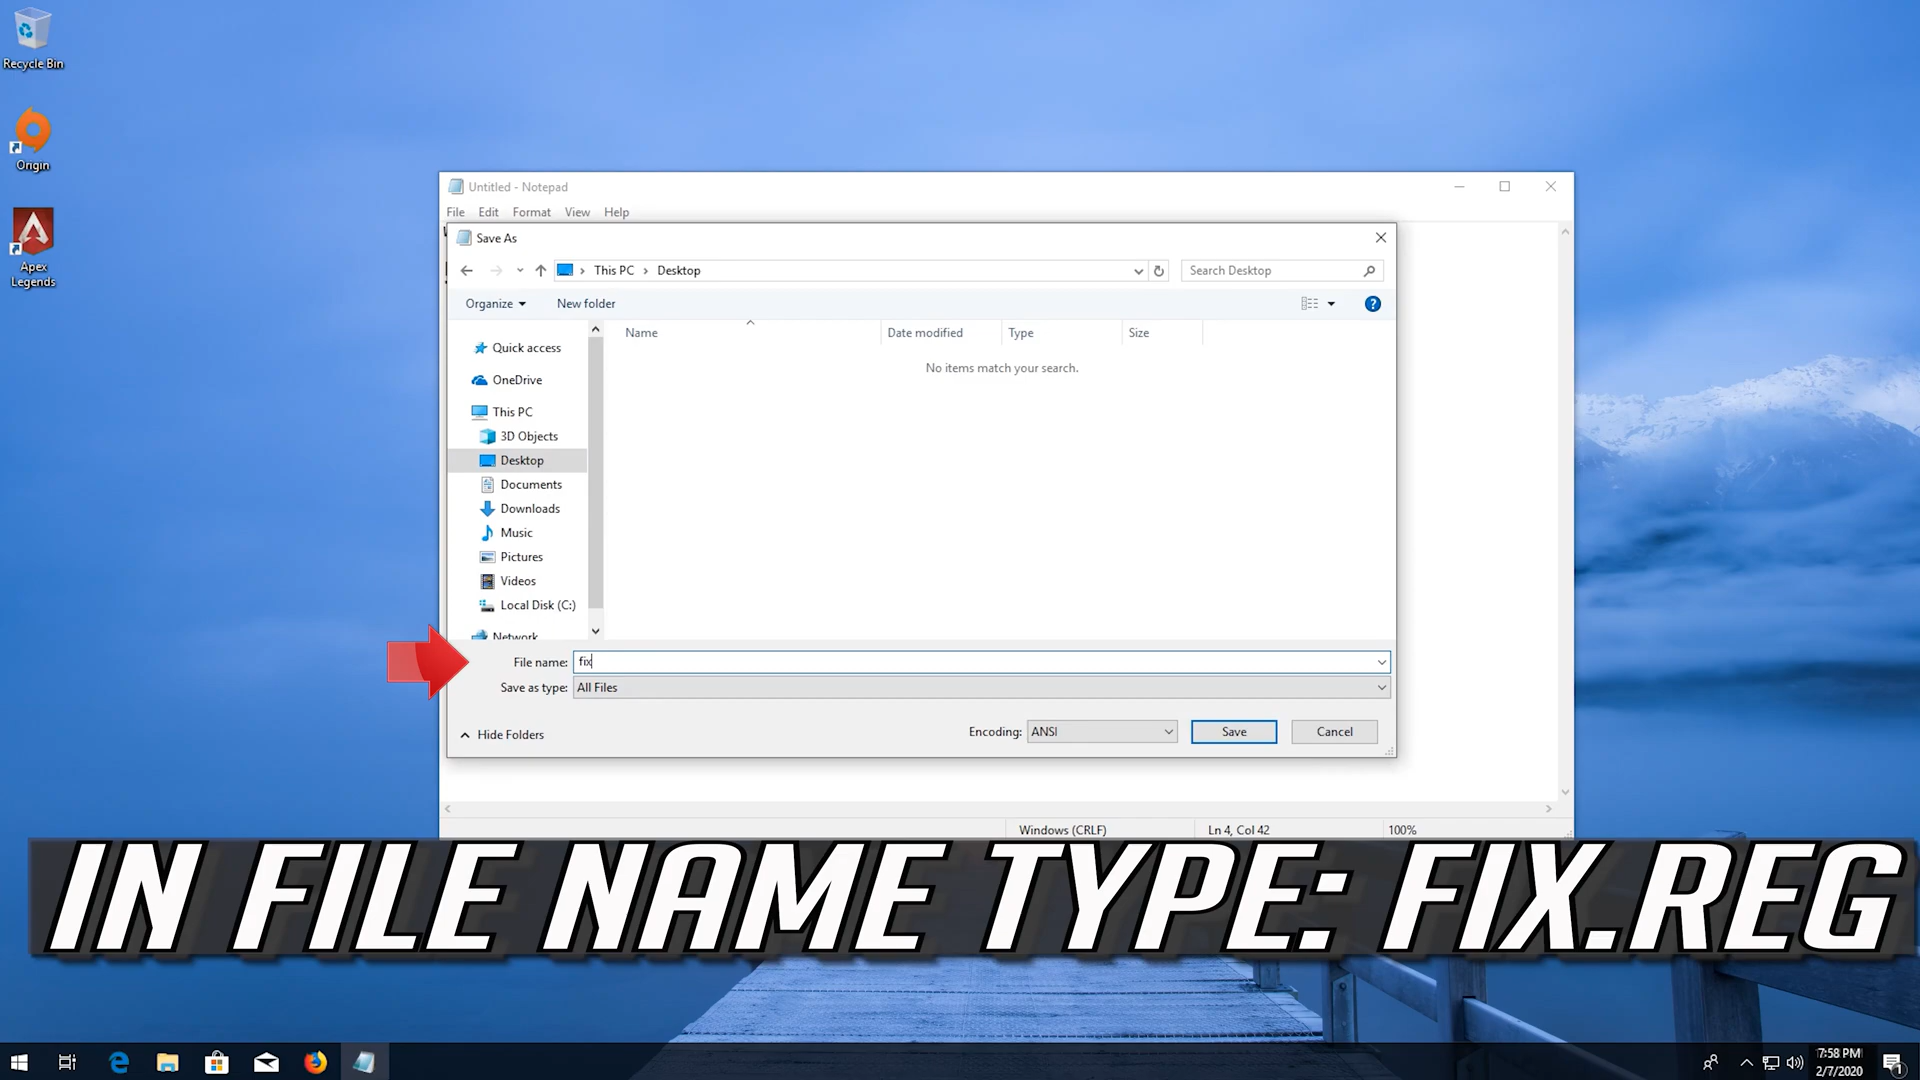 Recycle Bin
Origin
Apex
Legends
Untitled - Notepad
File Edit Format View Help
Save As
This PC Desktop
Search Desktop
Organize New folder
Name Date modified Type Size
No items match your search.
Quick access
OneDrive
This PC
3D Objects
Desktop
Documents
Downloads
Music
Pictures
Videos
Local Disk (C:)
Network
File name: fix
Save as type: All Files
Hide Folders
Encoding: ANSI Save Cancel
Windows (CRLF) Ln 4, Col 42 100%
IN FILE NAME TYPE: FIX.REG
7:58 PM
2/7/2020
1